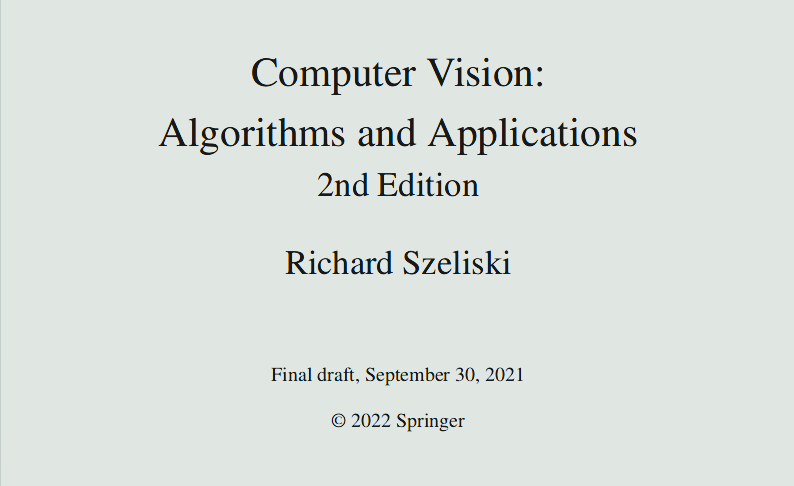 Computer Vision:
Algorithms and Applications
2nd Edition
Richard Szeliski
Final draft, September 30, 2021
© 2022 Springer